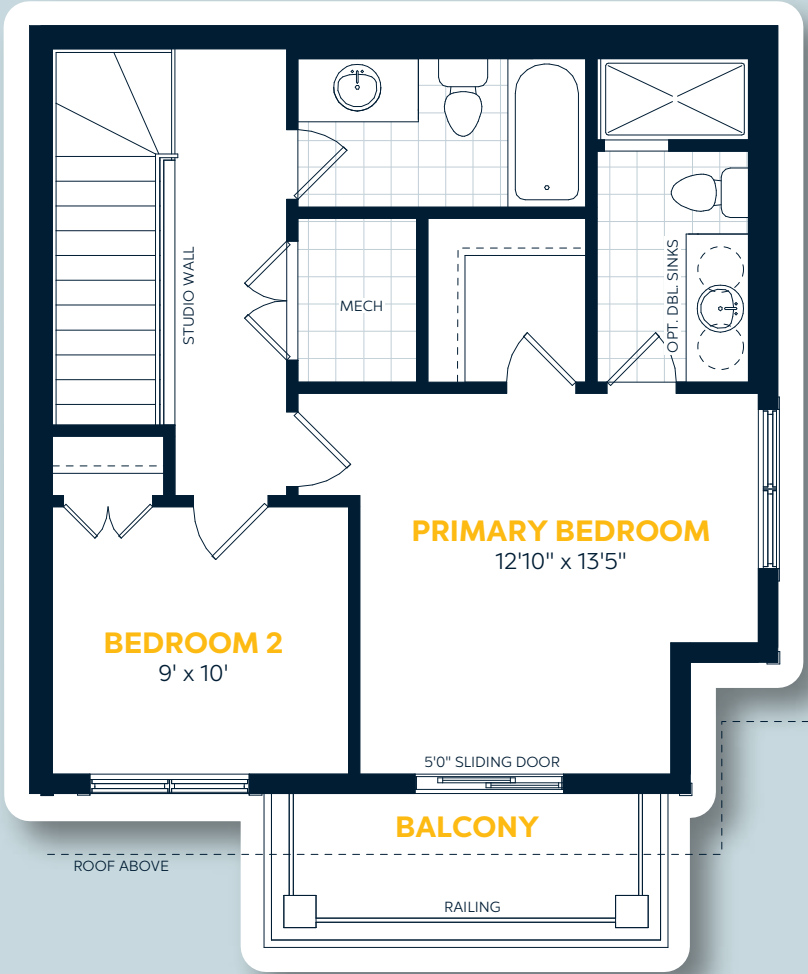 STUDIO WALL
MECH
OPT. DBL. SINKS
PRIMARY BEDROOM
12'10" x 13'5"
BEDROOM 2
9' x 10'
5'0" SLIDING DOOR
BALCONY
ROOF ABOVE
RAILING